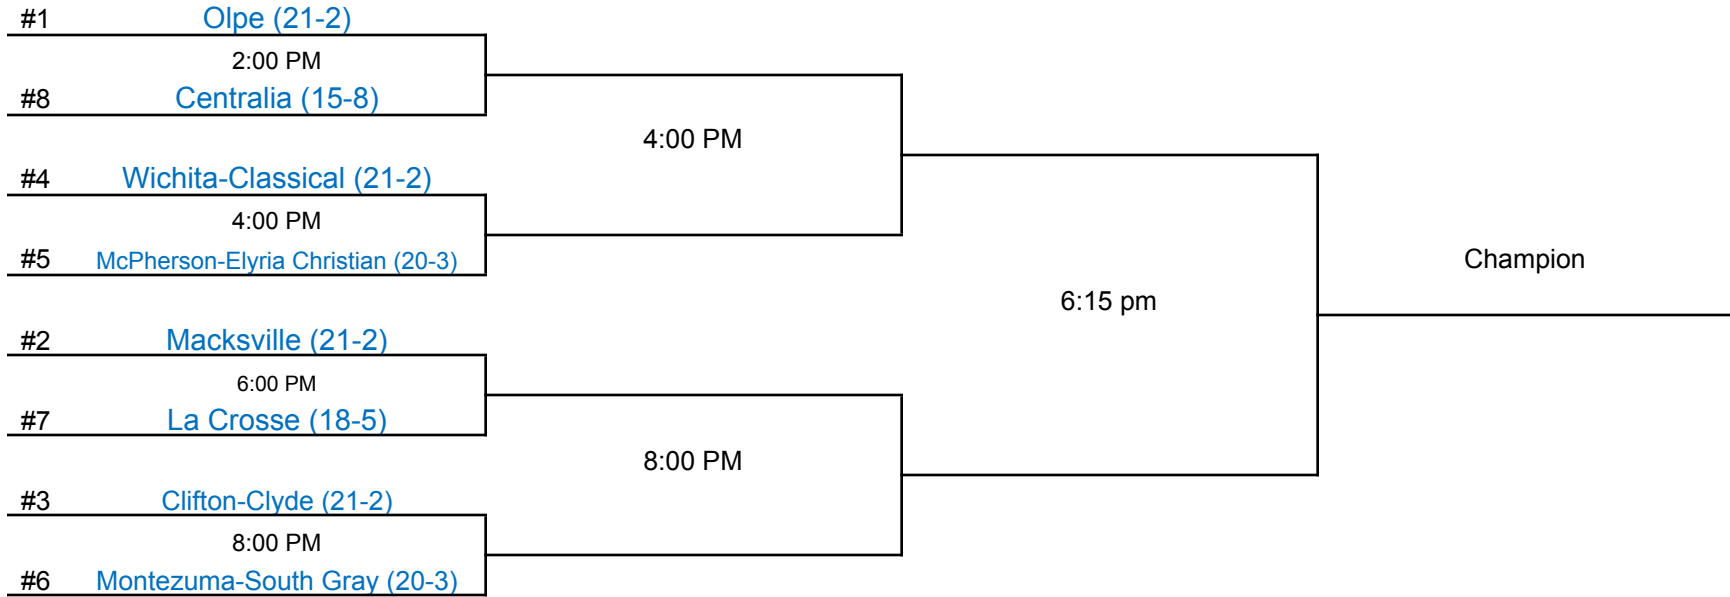 #1 Olpe (21-2)
2:00 PM
#8 Centralia (15-8)
4:00 PM
#4 Wichita-Classical (21-2)
4:00 PM
#5 McPherson-Elyria Christian (20-3)
Champion
6:15 pm
#2 Macksville (21-2)
6:00 PM
#7 La Crosse (18-5)
8:00 PM
#3 Clifton-Clyde (21-2)
8:00 PM
#6 Montezuma-South Gray (20-3)